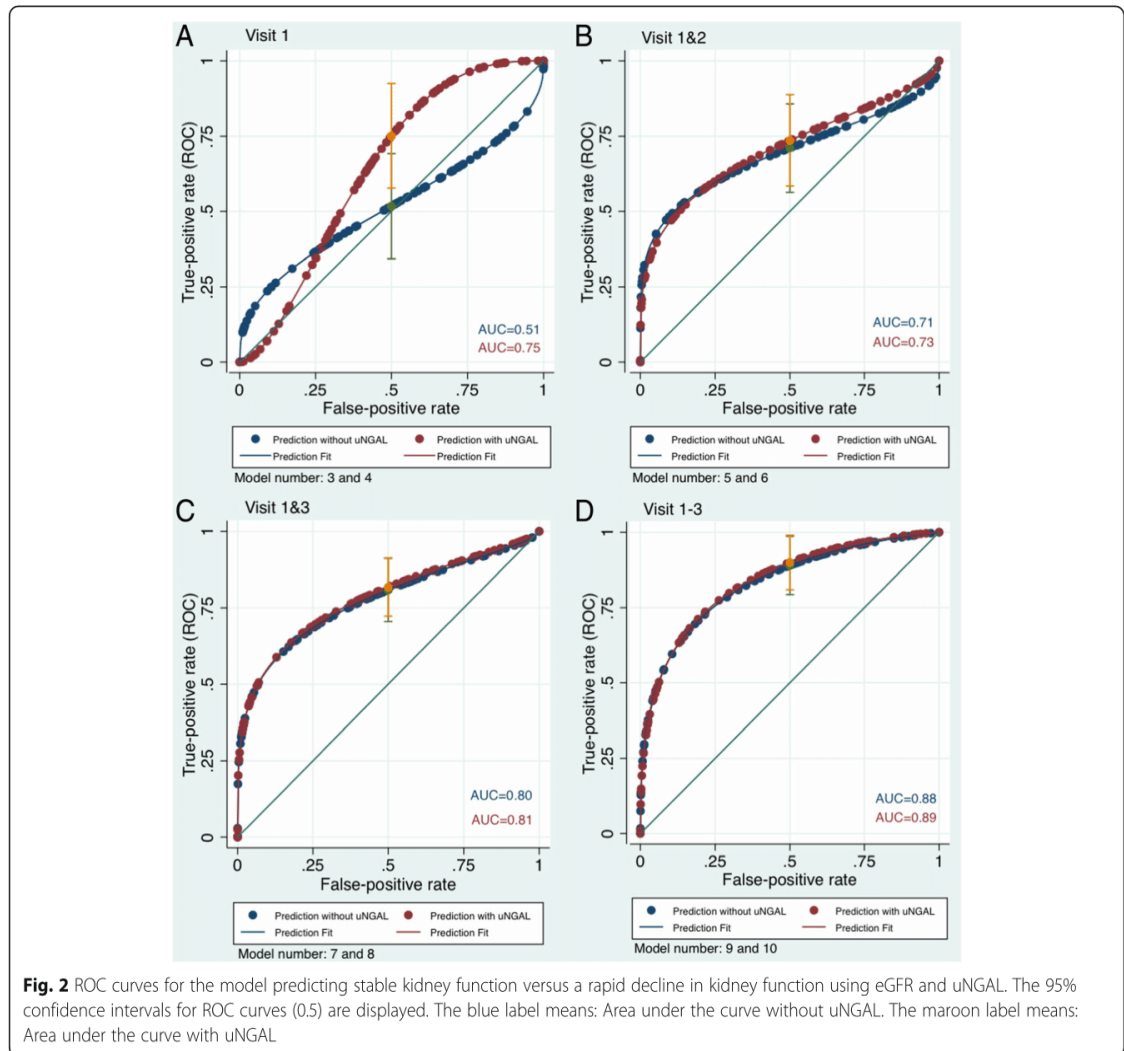 A
Visit 1
True-positive rate (ROC)
1
.75
.5
.25
0
AUC=0.51
AUC=0.75
0 .25 .5 .75 1
False-positive rate
Prediction without uNGAL Prediction with uNGAL
Prediction Fit Prediction Fit
Model number: 3 and 4
B
Visit 1&2
True-positive rate (ROC)
1
.75
.5
.25
0
AUC=0.71
AUC=0.73
0 .25 .5 .75 1
False-positive rate
Prediction without uNGAL Prediction with uNGAL
Prediction Fit Prediction Fit
Model number: 5 and 6
C
Visit 1&3
True-positive rate (ROC)
1
.75
.5
.25
0
AUC=0.80
AUC=0.81
0 .25 .5 .75 1
False-positive rate
Prediction without uNGAL Prediction with uNGAL
Prediction Fit Prediction Fit
Model number: 7 and 8
D
Visit 1-3
True-positive rate (ROC)
1
.75
.5
.25
0
AUC=0.88
AUC=0.89
0 .25 .5 .75 1
False-positive rate
Prediction without uNGAL Prediction with uNGAL
Prediction Fit Prediction Fit
Model number: 9 and 10
Fig. 2 ROC curves for the model predicting stable kidney function versus a rapid decline in kidney function using eGFR and uNGAL. The 95%
confidence intervals for ROC curves (0.5) are displayed. The blue label means: Area under the curve without uNGAL. The maroon label means:
Area under the curve with uNGAL